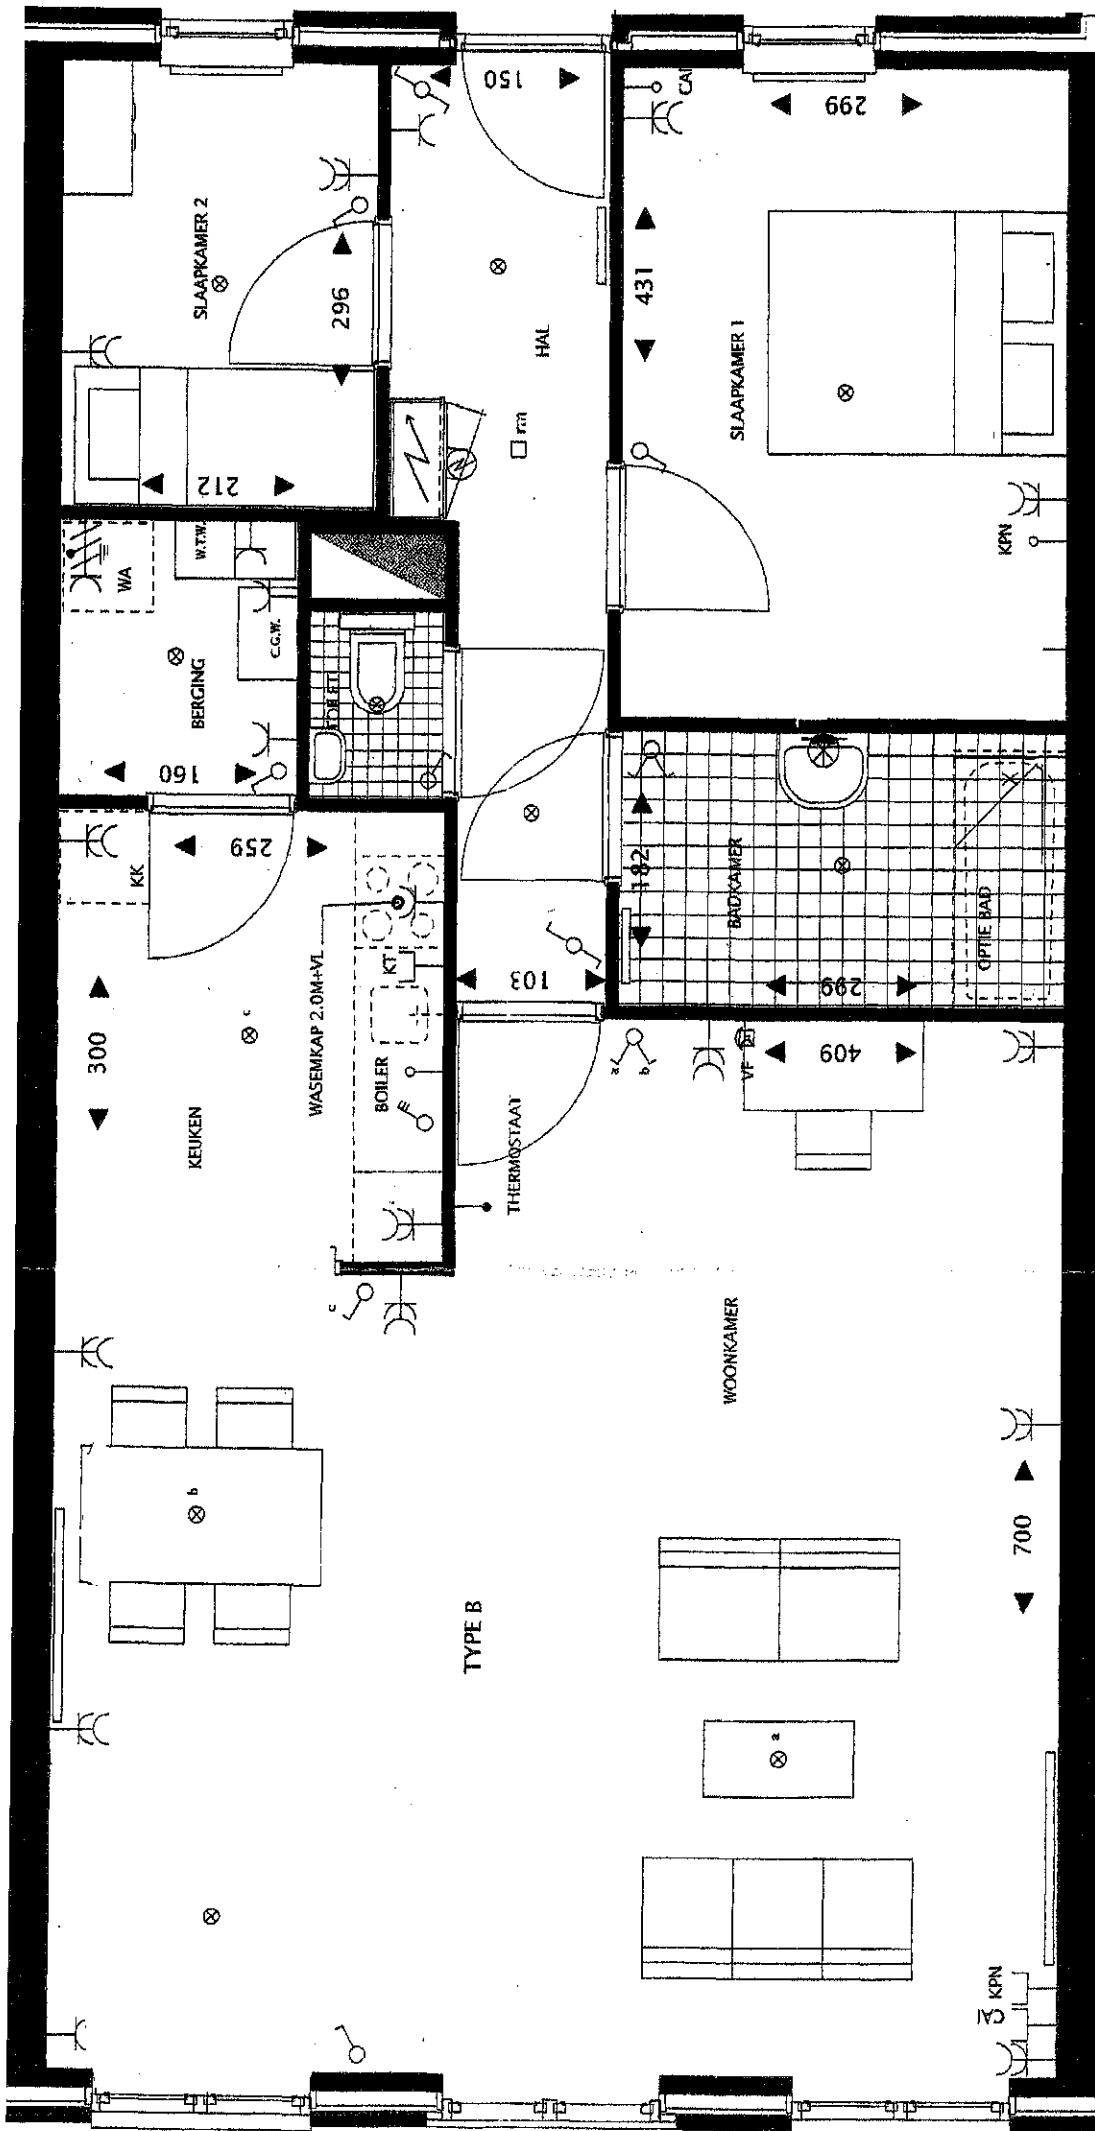 150
299
CAI
SLAAPKAMER 2
296
431
HAL
SLAAPKAMER 1
rm
212
W.T.W.
WA
KPN
C.G.W.
BERGING
TOILET
160
259
KK
182
BADKAMER
OPTIE BAD
WASEMKAP 2.0M+VL
KT
103
299
c
300
BOILER
a
b
VF
409
KEUKEN
E
THERMOSTAAT
c
WOONKAMER
b
700
TYPE B
a
KPN